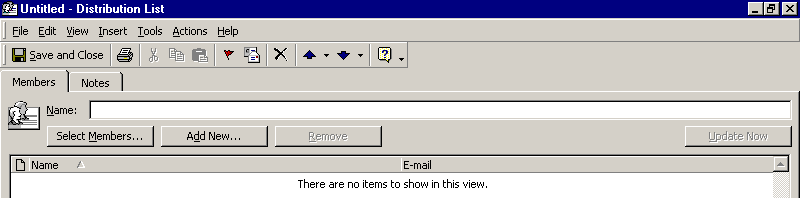 Untitled - Distribution List
File Edit View Insert Tools Actions Help
Save and Close
Members Notes
Name:
Select Members... Add New... Remove Update Now
Name E-mail
There are no items to show in this view.